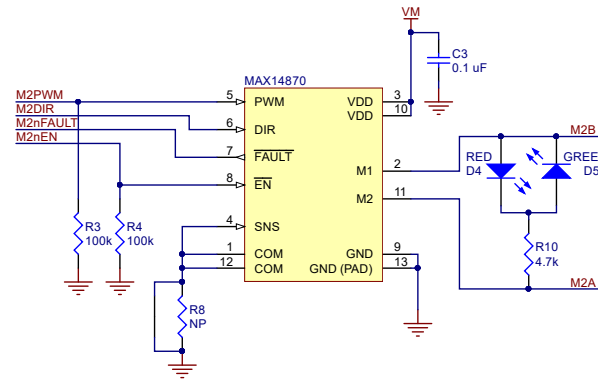 VM
C3
0.1 uF
MAX14870
M2PWM
M2DIR
M2nFAULT
M2nEN
5
PWM
6
DIR
7
FAULT
8
EN
4
SNS
1
COM
12
COM
VDD
3
VDD
10
M1
2
M2
11
GND
9
GND (PAD)
13
R3
100k
R4
100k
R8
NP
M2B
RED
D4
GREE
D5
R10
4.7k
M2A